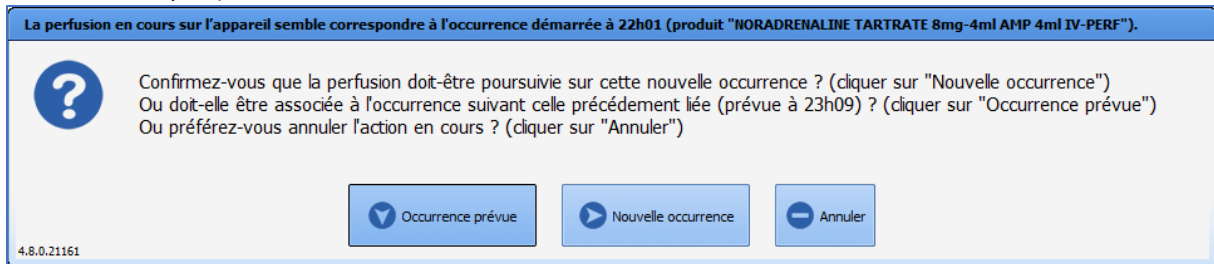 La perfusion en cours sur l'appareil semble correspondre à l'occurrence démarrée à 22h01 (produit "NORADRENALINE TARTRATE 8mg-4ml AMP 4ml IV-PERF").
Confirmez-vous que la perfusion doit-être poursuivie sur cette nouvelle occurrence ? (cliquer sur "Nouvelle occurrence")
Ou doit-elle être associée à l'occurrence suivant celle précédement liée (prévue à 23h09) ? (cliquer sur "Occurrence prévue")
Ou préférez-vous annuler l'action en cours ? (cliquer sur "Annuler")
Occurrence prévue
Nouvelle occurrence
Annuler
4.8.0.21161